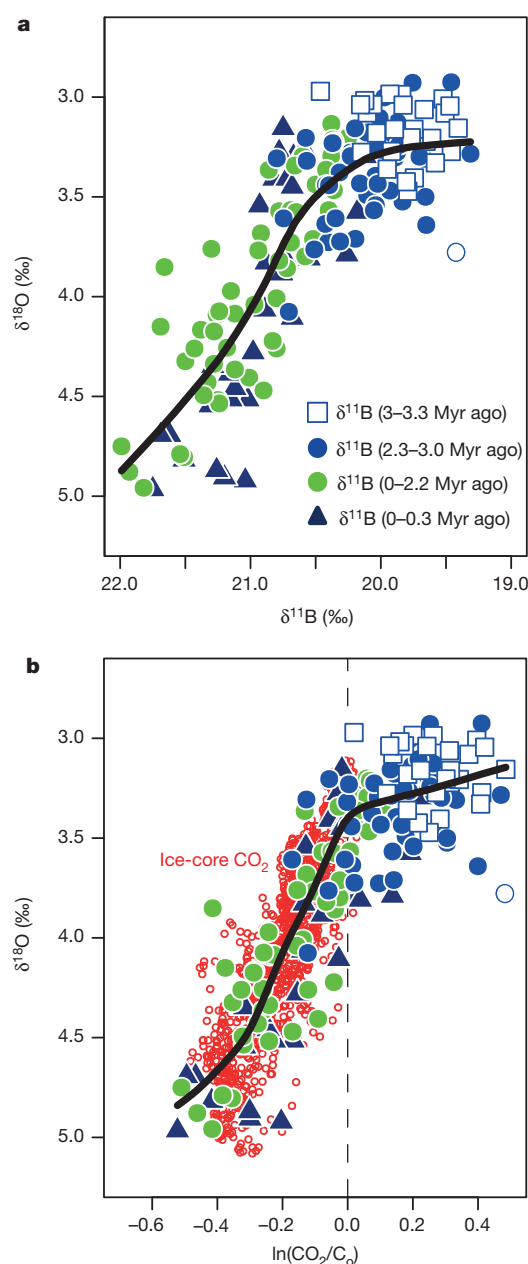 a
3.0
3.5
4.0
4.5
5.0
δ¹⁸O (‰)
δ¹¹B (3–3.3 Myr ago)
δ¹¹B (2.3–3.0 Myr ago)
δ¹¹B (0–2.2 Myr ago)
δ¹¹B (0–0.3 Myr ago)
22.0 21.0 20.0 19.0
δ¹¹B (‰)
b
3.0
3.5
4.0
4.5
5.0
δ¹⁸O (‰)
Ice-core CO₂
–0.6 –0.4 –0.2 0.0 0.2 0.4
ln(CO₂/C₀)